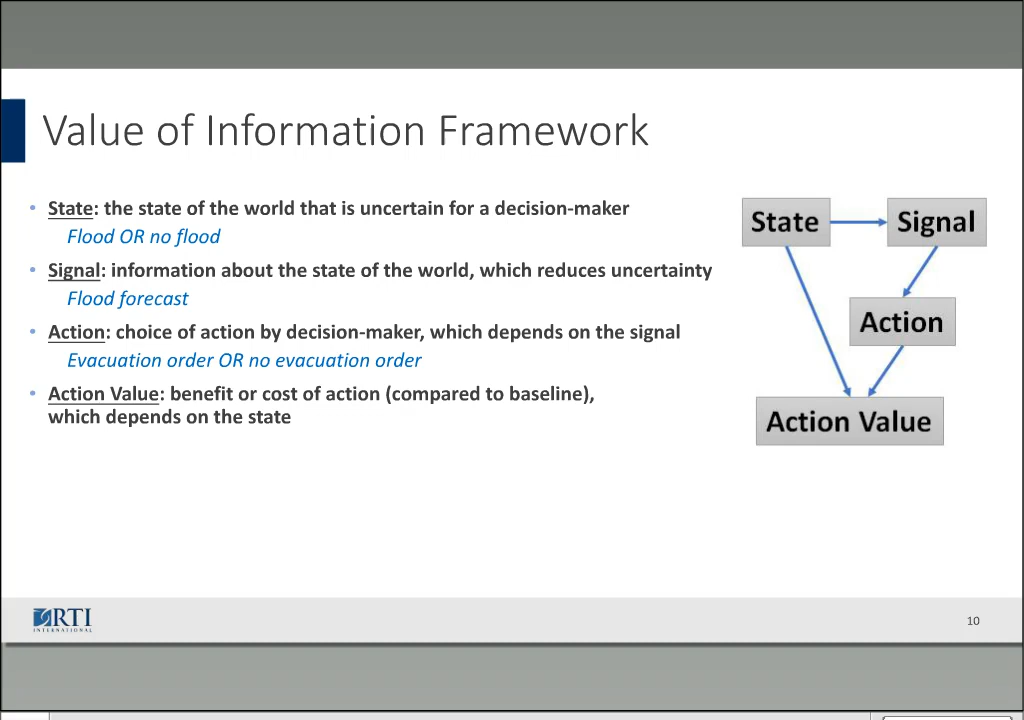 Value of Information Framework
• State: the state of the world that is uncertain for a decision-maker
Flood OR no flood
• Signal: information about the state of the world, which reduces uncertainty
Flood forecast
• Action: choice of action by decision-maker, which depends on the signal
Evacuation order OR no evacuation order
• Action Value: benefit or cost of action (compared to baseline),
which depends on the state
State
Signal
Action
Action Value
RTI
INTERNATIONAL
10